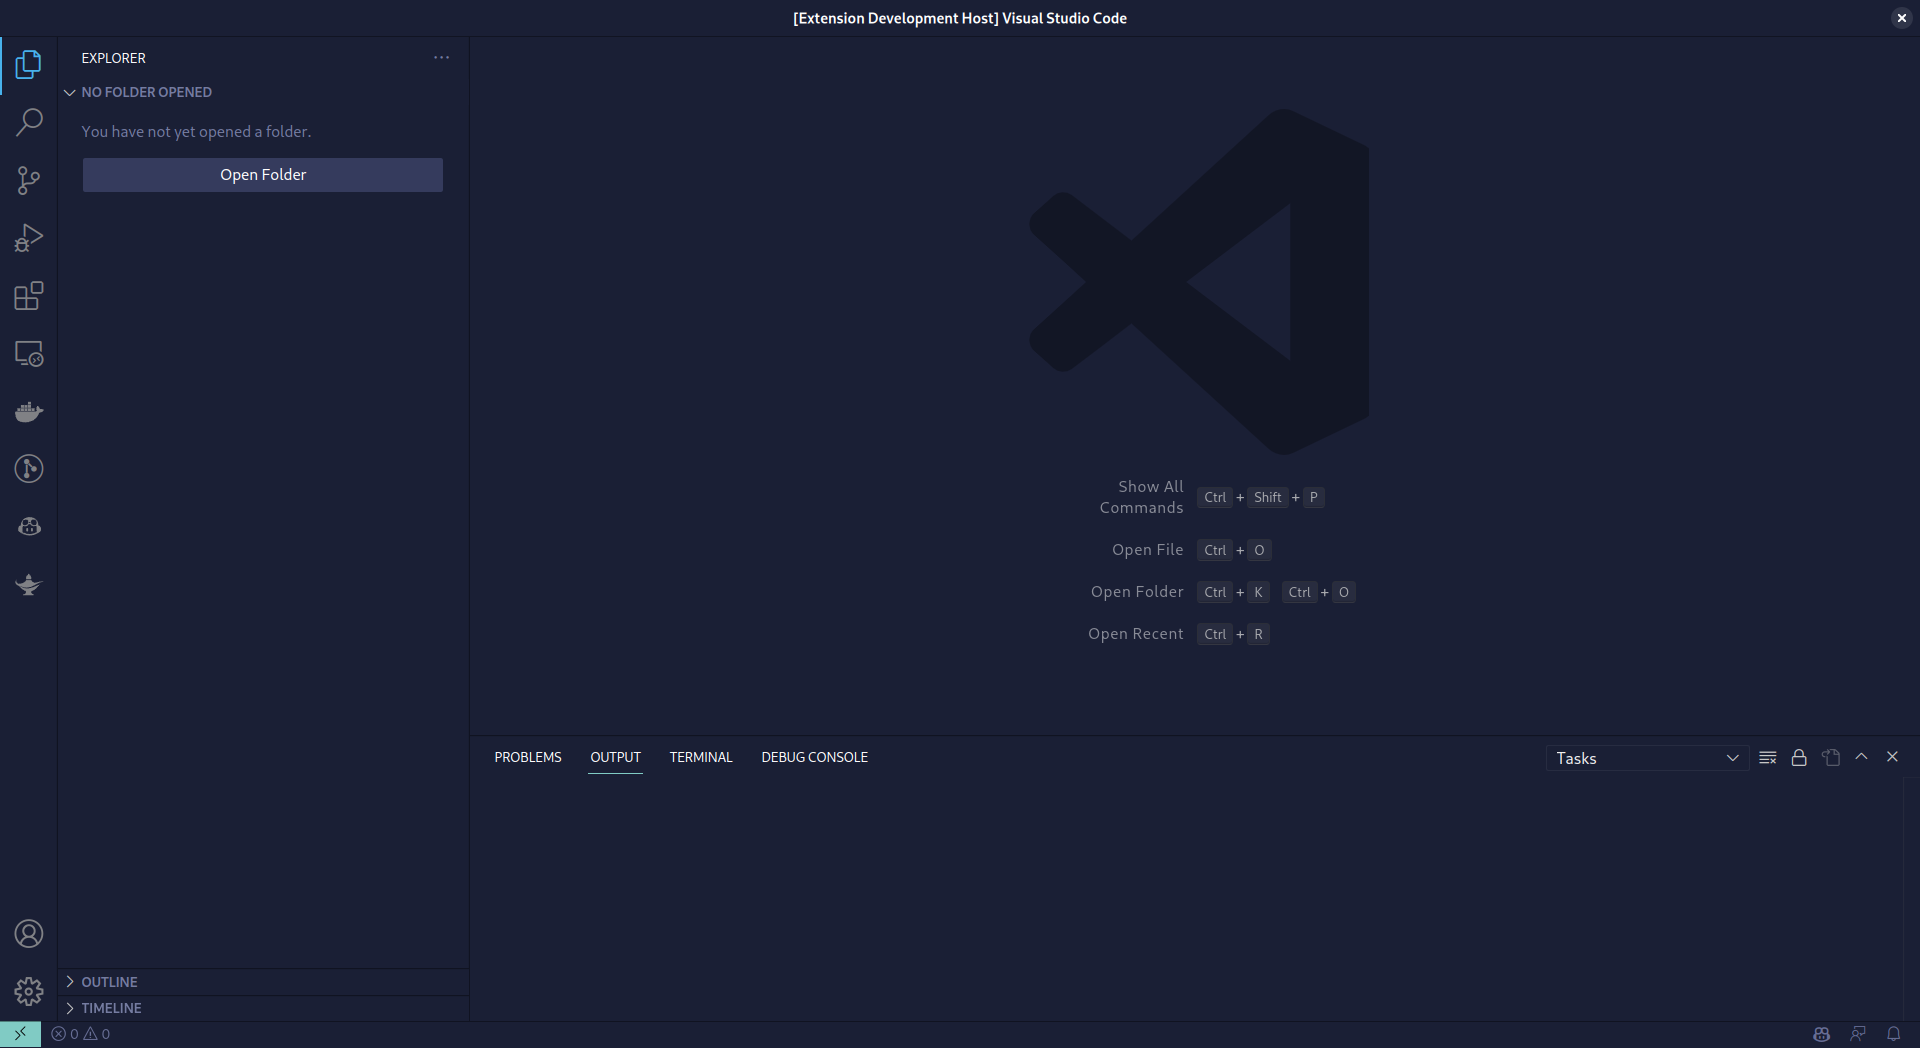 [Extension Development Host] Visual Studio Code
EXPLORER
NO FOLDER OPENED
You have not yet opened a folder.
Open Folder
Show All
Commands
Ctrl + Shift + P
Open File Ctrl + O
Open Folder Ctrl + K Ctrl + O
Open Recent Ctrl + R
PROBLEMS OUTPUT TERMINAL DEBUG CONSOLE Tasks
OUTLINE
TIMELINE
0 0